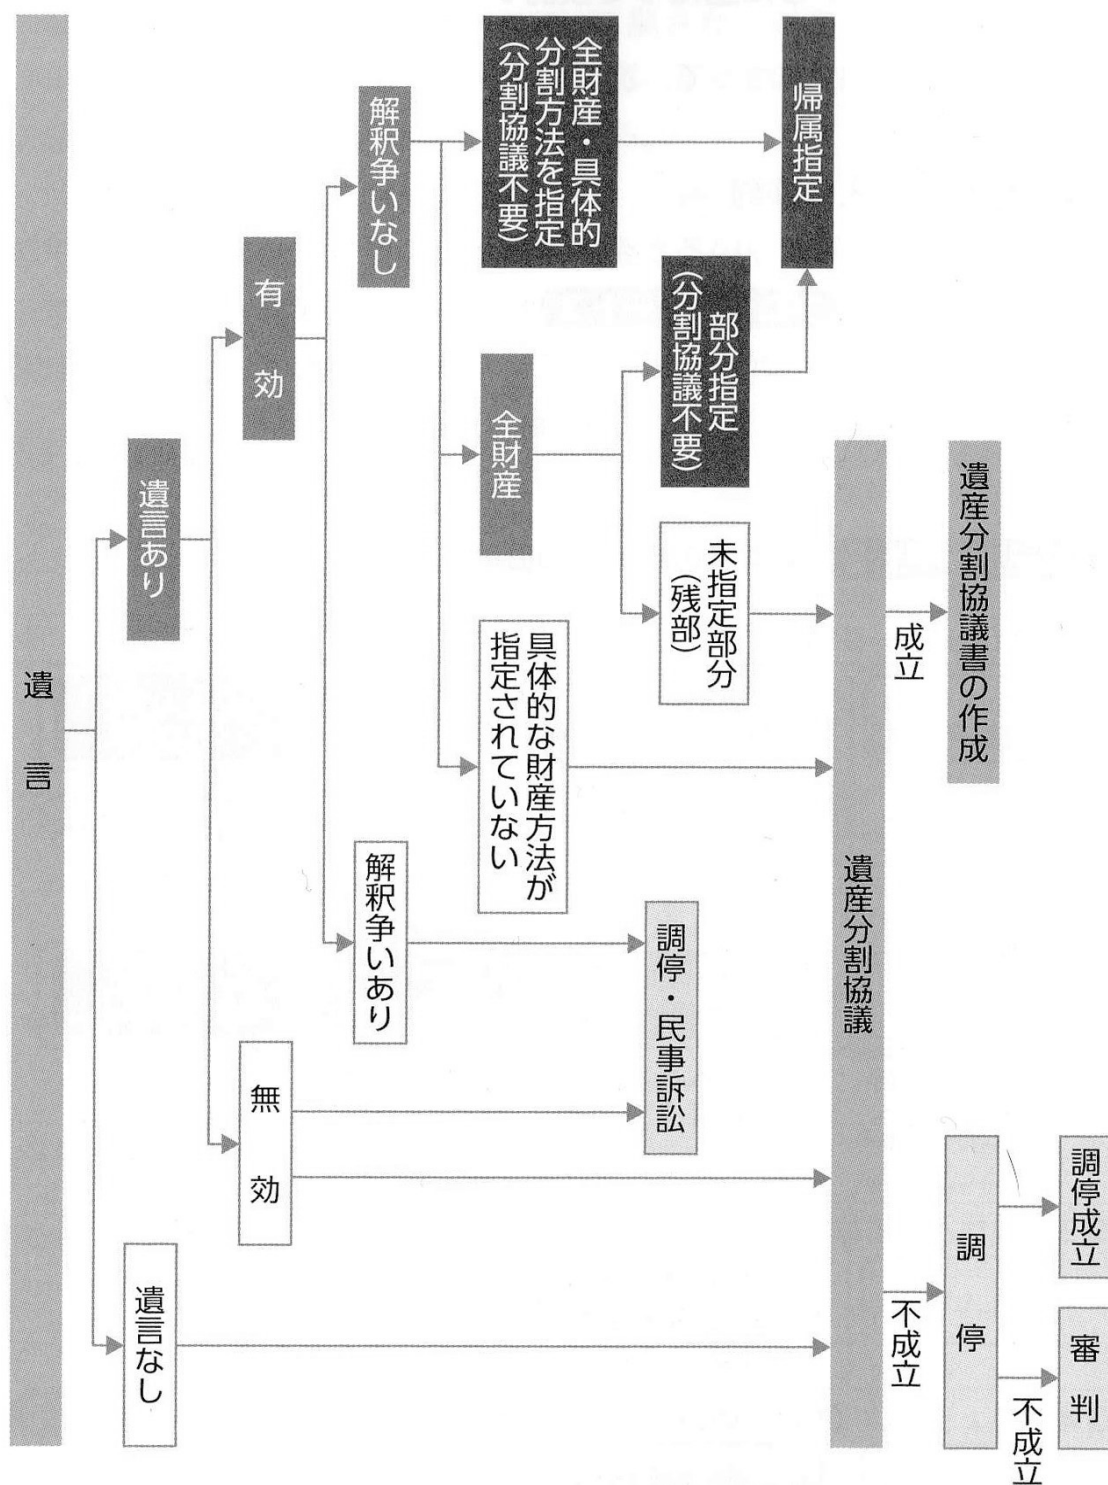 遺言
遺言あり
遺言なし
有効
無効
解釈争いなし
解釈争いあり
全財産・具体的
分割方法を指定
(分割協議不要)
全財産
具体的な財産方法が
指定されていない
部分指定
(分割協議不要)
未指定部分
(残部)
調停・民事訴訟
帰属指定
遺産分割協議
成立
遺産分割協議書の作成
不成立
調停
調停成立
不成立
審判